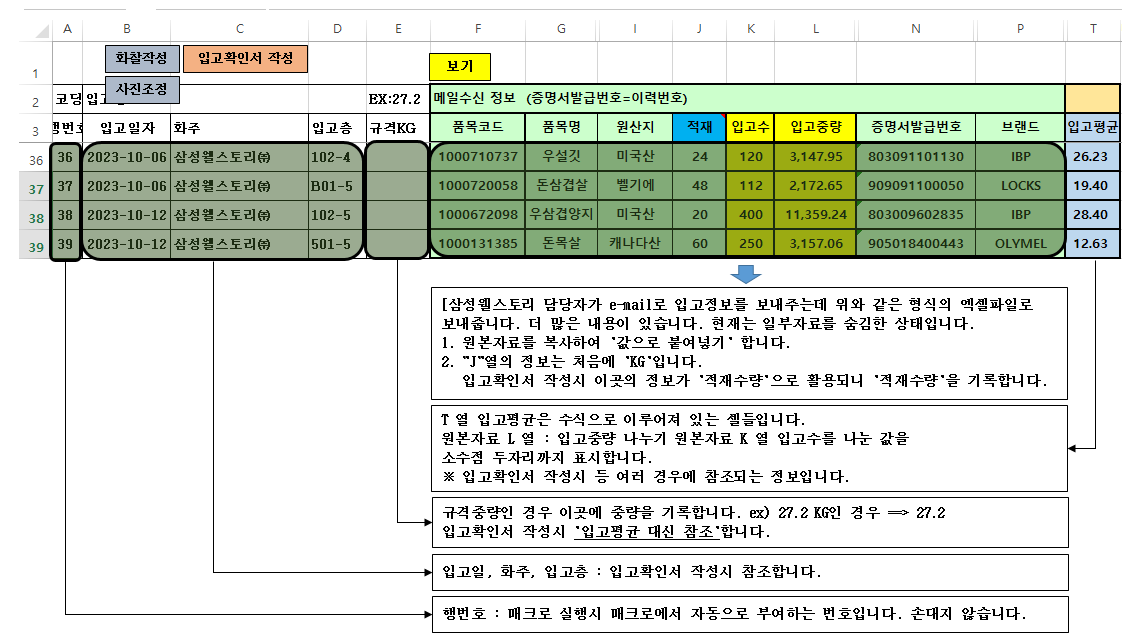 A B C D E F G I J K L N P T
화찰작성 입고확인서 작성
보기
1
사진조정
2 코딩 입고 EX:27.2 메일수신 정보 (증명서발급번호=이력번호)
3 행번호 입고일자 화주 입고층 규격KG 품목코드 품목명 원산지 적재 입고수 입고중량 증명서발급번호 브랜드 입고평균
36 36 2023-10-06 삼성웰스토리㈜ 102-4 1000710737 우설깃 미국산 24 120 3,147.95 803091101130 IBP 26.23
37 37 2023-10-06 삼성웰스토리㈜ B01-5 1000720058 돈삼겹살 벨기에 48 112 2,172.65 909091100050 LOCKS 19.40
38 38 2023-10-12 삼성웰스토리㈜ 102-5 1000672098 우삼겹양지 미국산 20 400 11,359.24 803009602835 IBP 28.40
39 39 2023-10-12 삼성웰스토리㈜ 501-5 1000131385 돈목살 캐나다산 60 250 3,157.06 905018400443 OLYMEL 12.63
[삼성웰스토리 담당자가 e-mail로 입고정보를 보내주는데 위와 같은 형식의 엑셀파일로
보내줍니다. 더 많은 내용이 있습니다. 현재는 일부자료를 숨김한 상태입니다.
1. 원본자료를 복사하여 '값으로 붙여넣기' 합니다.
2. "J"열의 정보는 처음에 'KG'입니다.
입고확인서 작성시 이곳의 정보가 '적재수량'으로 활용되니 '적재수량'을 기록합니다.
T 열 입고평균은 수식으로 이루어져 있는 셀들입니다.
원본자료 L 열 : 입고중량 나누기 원본자료 K 열 입고수를 나눈 값을
소수점 두자리까지 표시합니다.
※ 입고확인서 작성시 등 여러 경우에 참조되는 정보입니다.
규격중량인 경우 이곳에 중량을 기록합니다. ex) 27.2 KG인 경우 ==> 27.2
입고확인서 작성시 '입고평균 대신 참조'합니다.
입고일, 화주, 입고층 : 입고확인서 작성시 참조합니다.
행번호 : 매크로 실행시 매크로에서 자동으로 부여하는 번호입니다. 손대지 않습니다.